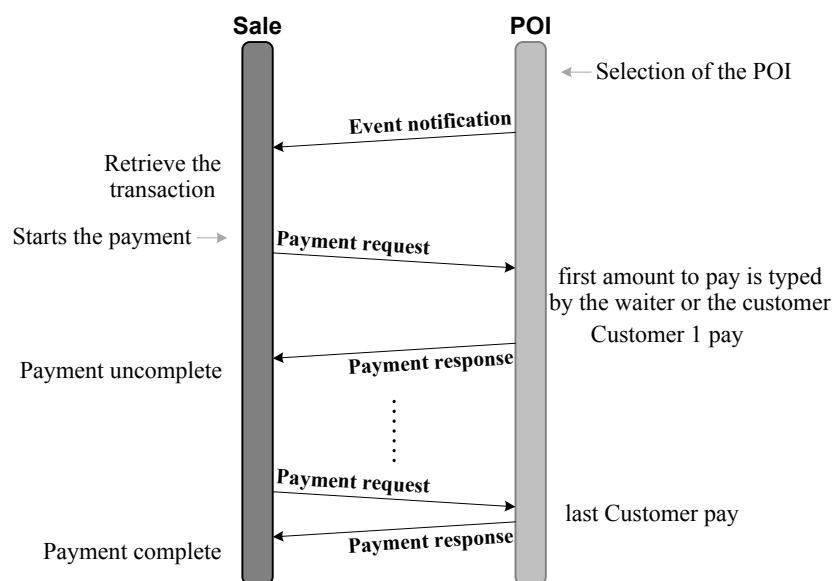 Sale
POI
Selection of the POI
Event notification
Retrieve the
transaction
Starts the payment
Payment request
first amount to pay is typed
by the waiter or the customer
Customer 1 pay
Payment response
Payment uncomplete
Payment request
last Customer pay
Payment response
Payment complete